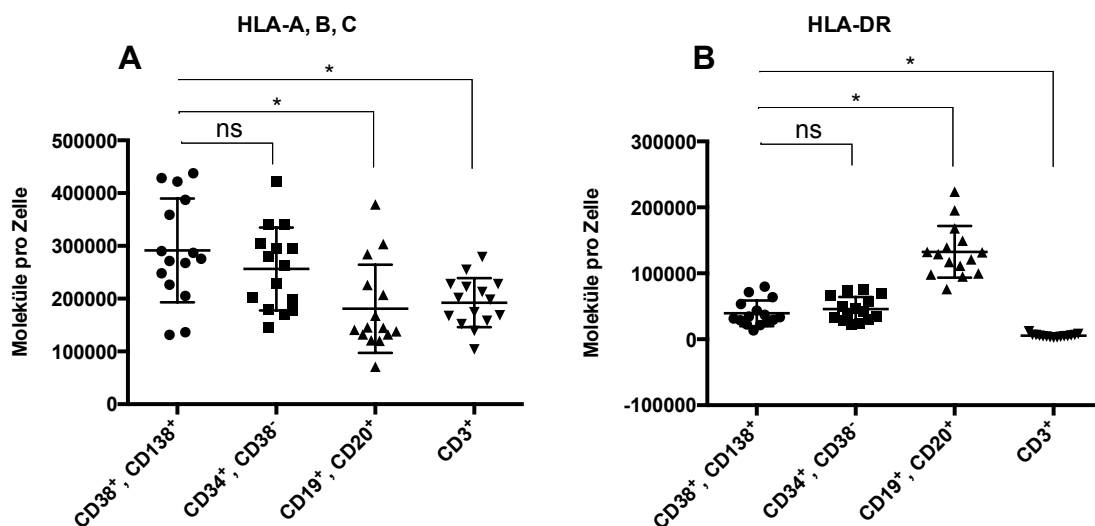 HLA-A, B, C
A
*
*
ns
500000
400000
300000
200000
100000
0
Moleküle pro Zelle
CD38⁺, CD138⁺
CD34⁺, CD38⁻
CD19⁺, CD20⁺
CD3⁺
HLA-DR
B
*
*
ns
300000
200000
100000
0
-100000
Moleküle pro Zelle
CD38⁺, CD138⁺
CD34⁺, CD38⁻
CD19⁺, CD20⁺
CD3⁺